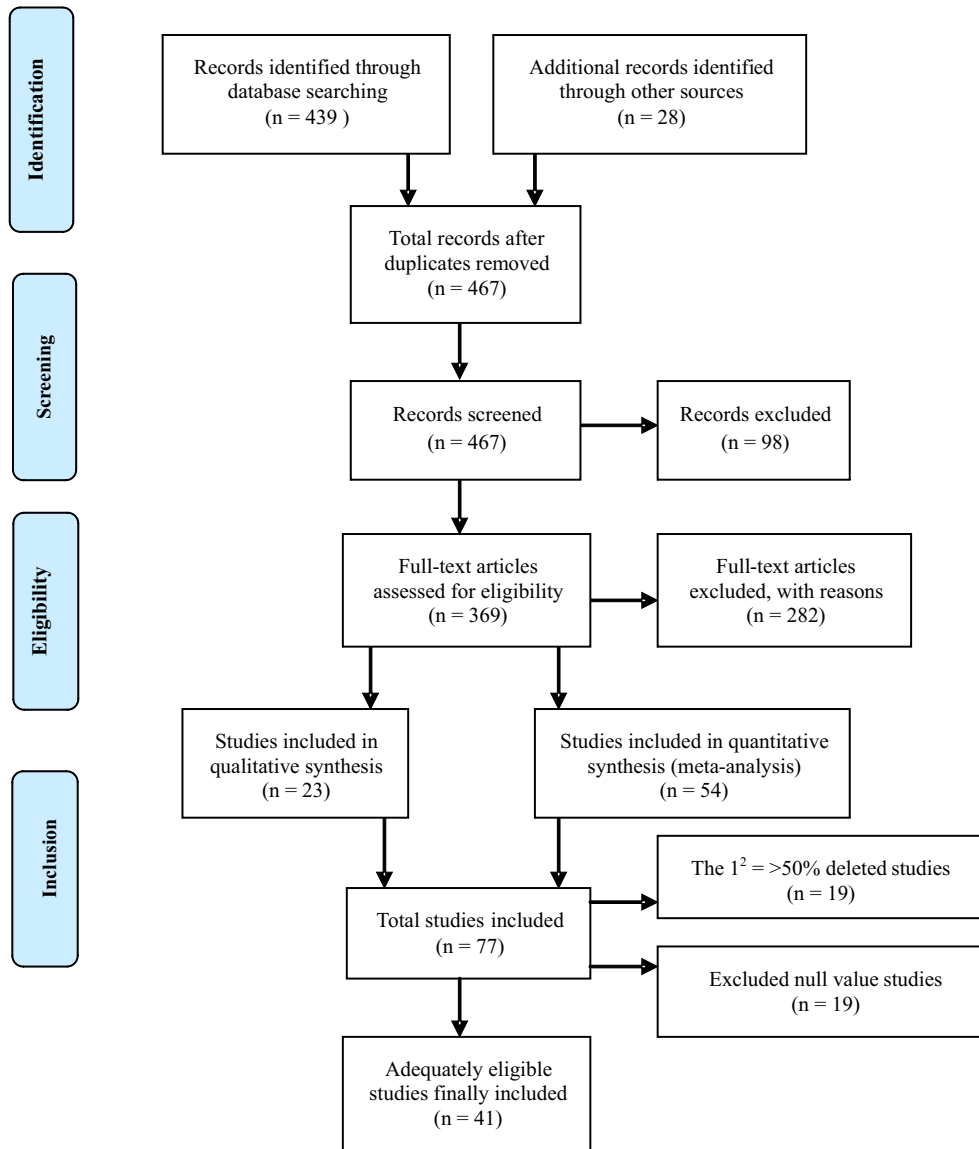 Identification
Records identified through
database searching
(n = 439 )
Additional records identified
through other sources
(n = 28)
Total records after
duplicates removed
(n = 467)
Screening
Records screened
(n = 467)
Records excluded
(n = 98)
Eligibility
Full-text articles
assessed for eligibility
(n = 369)
Full-text articles
excluded, with reasons
(n = 282)
Studies included in
qualitative synthesis
(n = 23)
Studies included in quantitative
synthesis (meta-analysis)
(n = 54)
Inclusion
The 1² = >50% deleted studies
(n = 19)
Total studies included
(n = 77)
Excluded null value studies
(n = 19)
Adequately eligible
studies finally included
(n = 41)